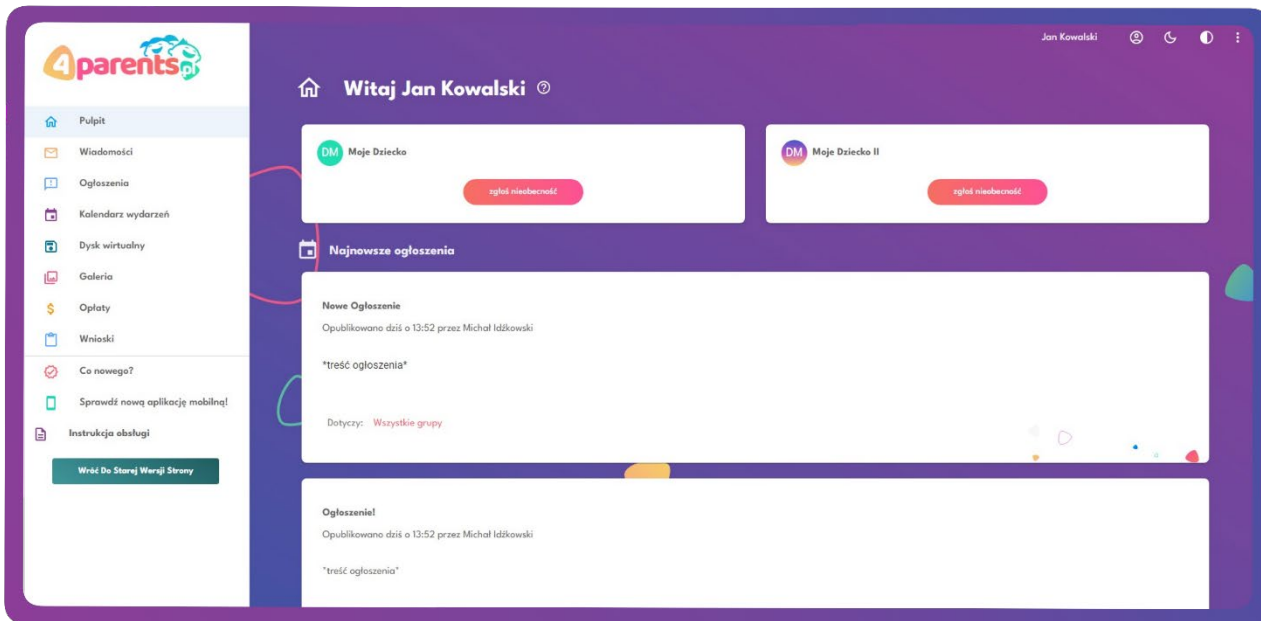 4parents.pl
Pulpit
Wiadomości
Ogłoszenia
Kalendarz wydarzeń
Dysk wirtualny
Galeria
Opłaty
Wnioski
Co nowego?
Sprawdź nową aplikację mobilną!
Instrukcja obsługi
Wróć Do Starej Wersji Strony
Jan Kowalski
Witaj Jan Kowalski
DM Moje Dziecko
zgłoś nieobecność
DM Moje Dziecko II
zgłoś nieobecność
Najnowsze ogłoszenia
Nowe Ogłoszenie
Opublikowano dziś o 13:52 przez Michał Idźkowski
*treść ogłoszenia*
Dotyczy: Wszystkie grupy
Ogłoszenie!
Opublikowano dziś o 13:52 przez Michał Idźkowski
*treść ogłoszenia*